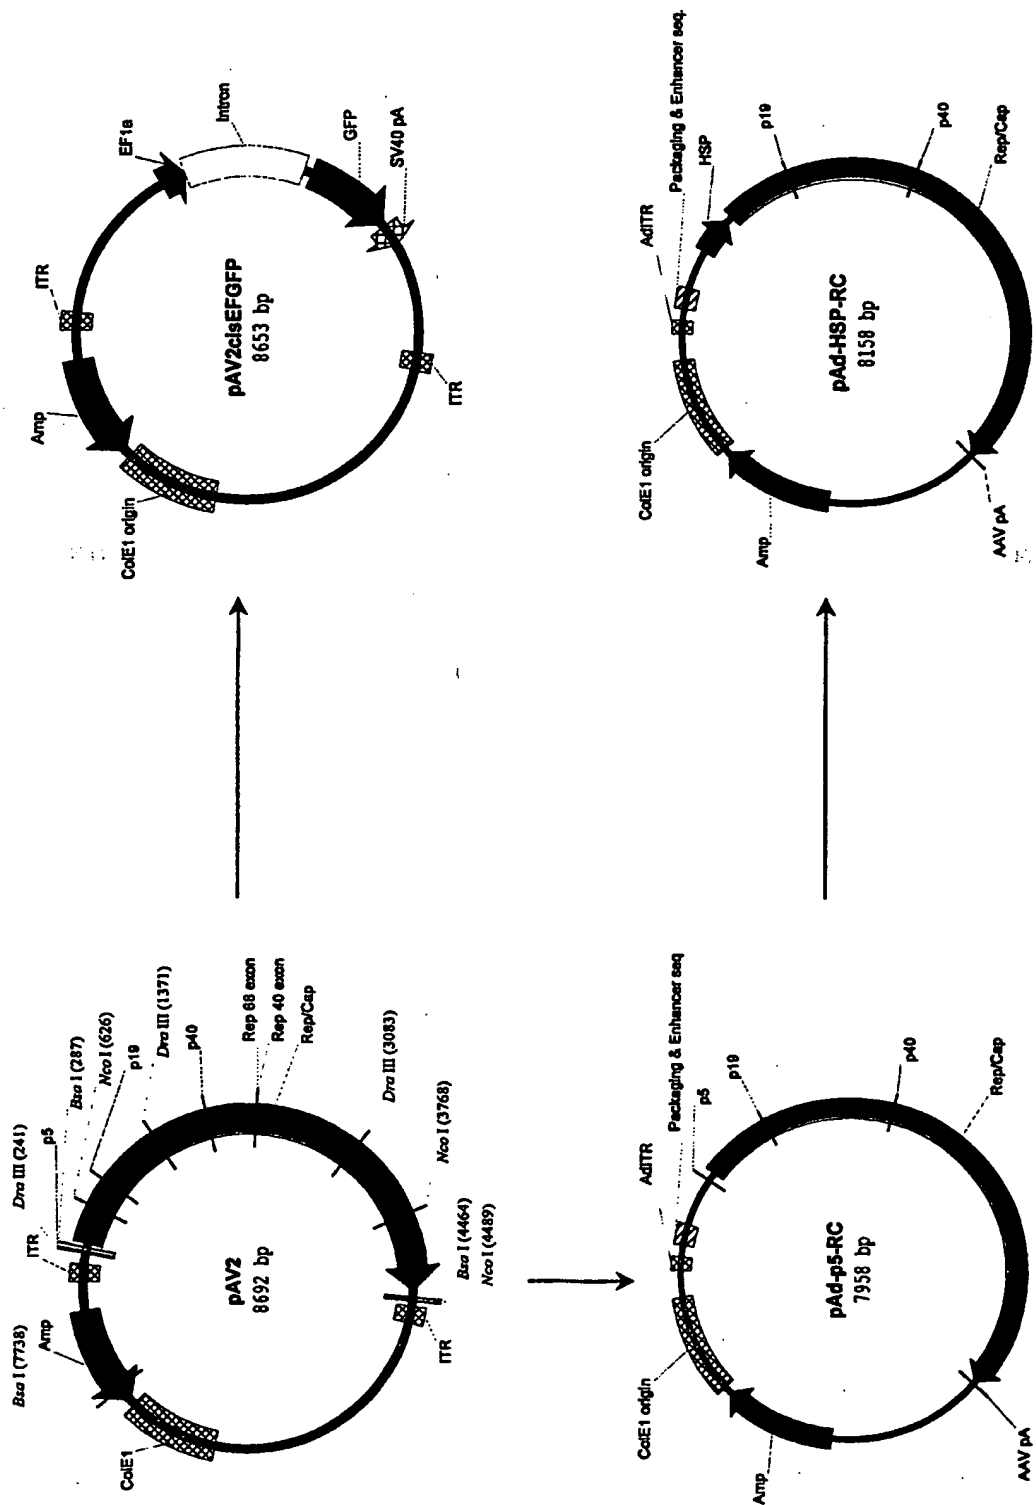 pAV2
8692 bp
Bsa I (7738)
Amp
ITR
Dra III (241)
p5
Bsa I (287)
Nco I (626)
p19
Dra III (1371)
p40
Rep 68 exon
Rep 40 exon
Rep/Cap
Dra III (3083)
Nco I (3768)
Bsa I (4464)
Nco I (4489)
ITR
ColE1
pAV2cisEFGFP
8653 bp
ITR
EF1a
Intron
GFP
SV40 pA
ITR
ColE1 origin
Amp
pAd-p5-RC
7958 bp
ColE1 origin
AdITR
Packaging & Enhancer seq
p5
p19
p40
Rep/Cap
AAV pA
Amp
pAd-HSP-RC
8158 bp
ColE1 origin
AdITR
Packaging & Enhancer seq.
HSP
p19
p40
Rep/Cap
AAV pA
Amp